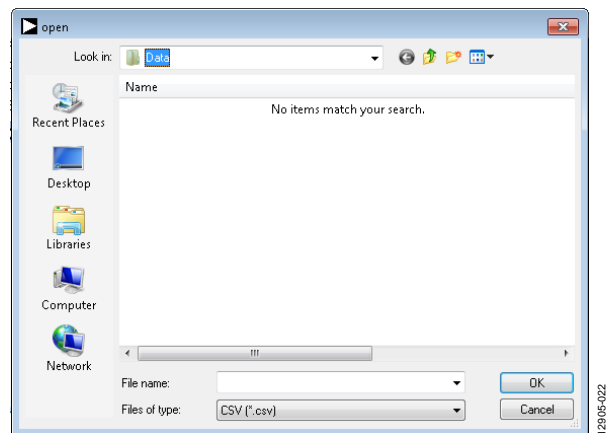 open
Look in:
Data
Name
No items match your search.
Recent Places
Desktop
Libraries
Computer
Network
File name:
OK
Files of type:
CSV (*.csv)
Cancel
12905-022